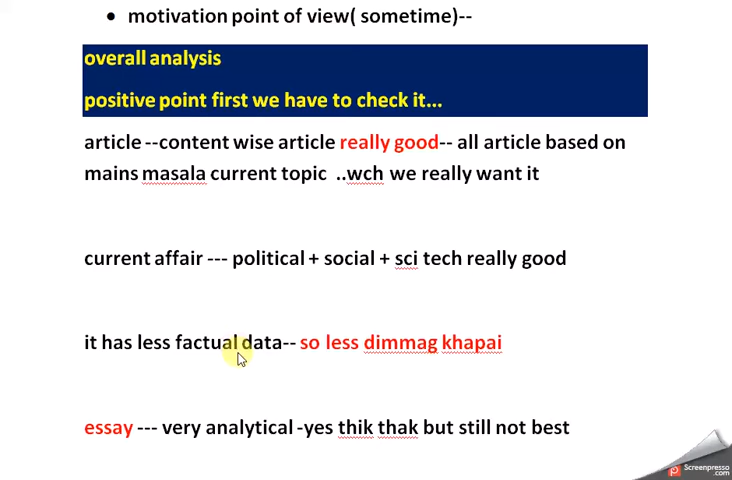 • motivation point of view( sometime)--
overall analysis
positive point first we have to check it...
article --content wise article really good-- all article based on
mains masala current topic ..wch we really want it
current affair --- political + social + sci tech really good
it has less factual data-- so less dimmag khapai
essay --- very analytical -yes thik thak but still not best
Screenpresso
.com